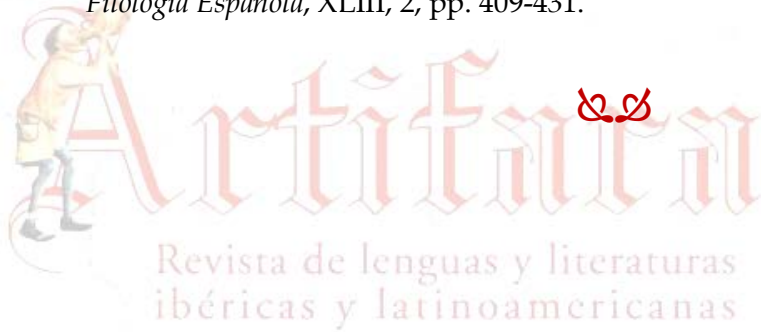 Filología Española, XLIII, 2, pp. 409-431.
Artifara
Revista de lenguas y literaturas
ibéricas y latinoamericanas